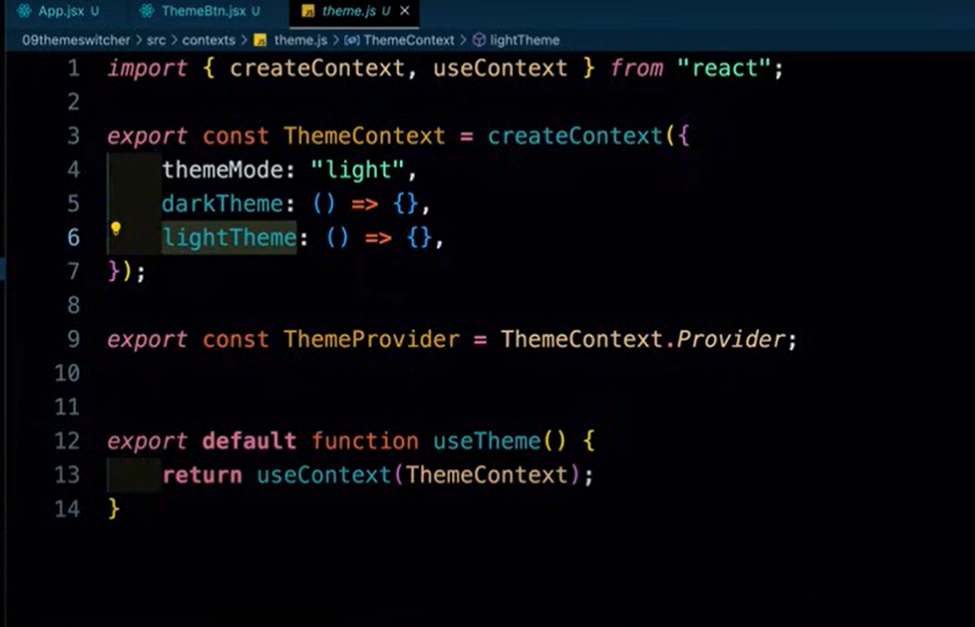 App.jsx U ThemeBtn.jsx U JS theme.js U ×
09themeswitcher > src > contexts > JS theme.js > ThemeContext > lightTheme
1 import { createContext, useContext } from "react";
2
3 export const ThemeContext = createContext({
4     themeMode: "light",
5     darkTheme: () => {},
6     lightTheme: () => {},
7 });
8
9 export const ThemeProvider = ThemeContext.Provider;
10
11
12 export default function useTheme() {
13     return useContext(ThemeContext);
14 }